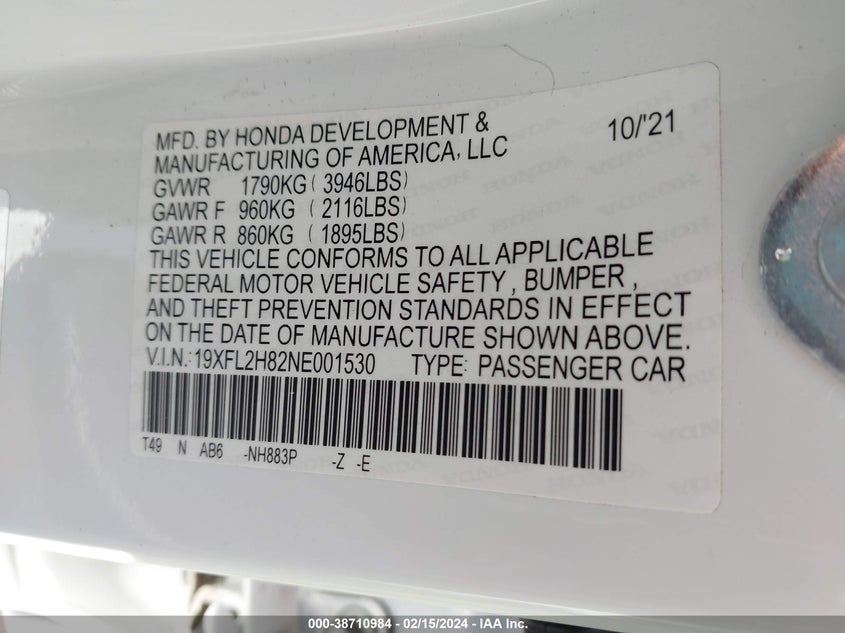 MFD. BY HONDA DEVELOPMENT & 10/'21
MANUFACTURING OF AMERICA, LLC
GVWR 1790KG ( 3946LBS)
GAWR F 960KG ( 2116LBS)
GAWR R 860KG ( 1895LBS)
THIS VEHICLE CONFORMS TO ALL APPLICABLE
FEDERAL MOTOR VEHICLE SAFETY , BUMPER ,
AND THEFT PREVENTION STANDARDS IN EFFECT
ON THE DATE OF MANUFACTURE SHOWN ABOVE.
V.I.N.:19XFL2H82NE001530 TYPE: PASSENGER CAR
T49 N AB6 -NH883P -Z -E
000-38710984 - 02/15/2024 - IAA Inc.